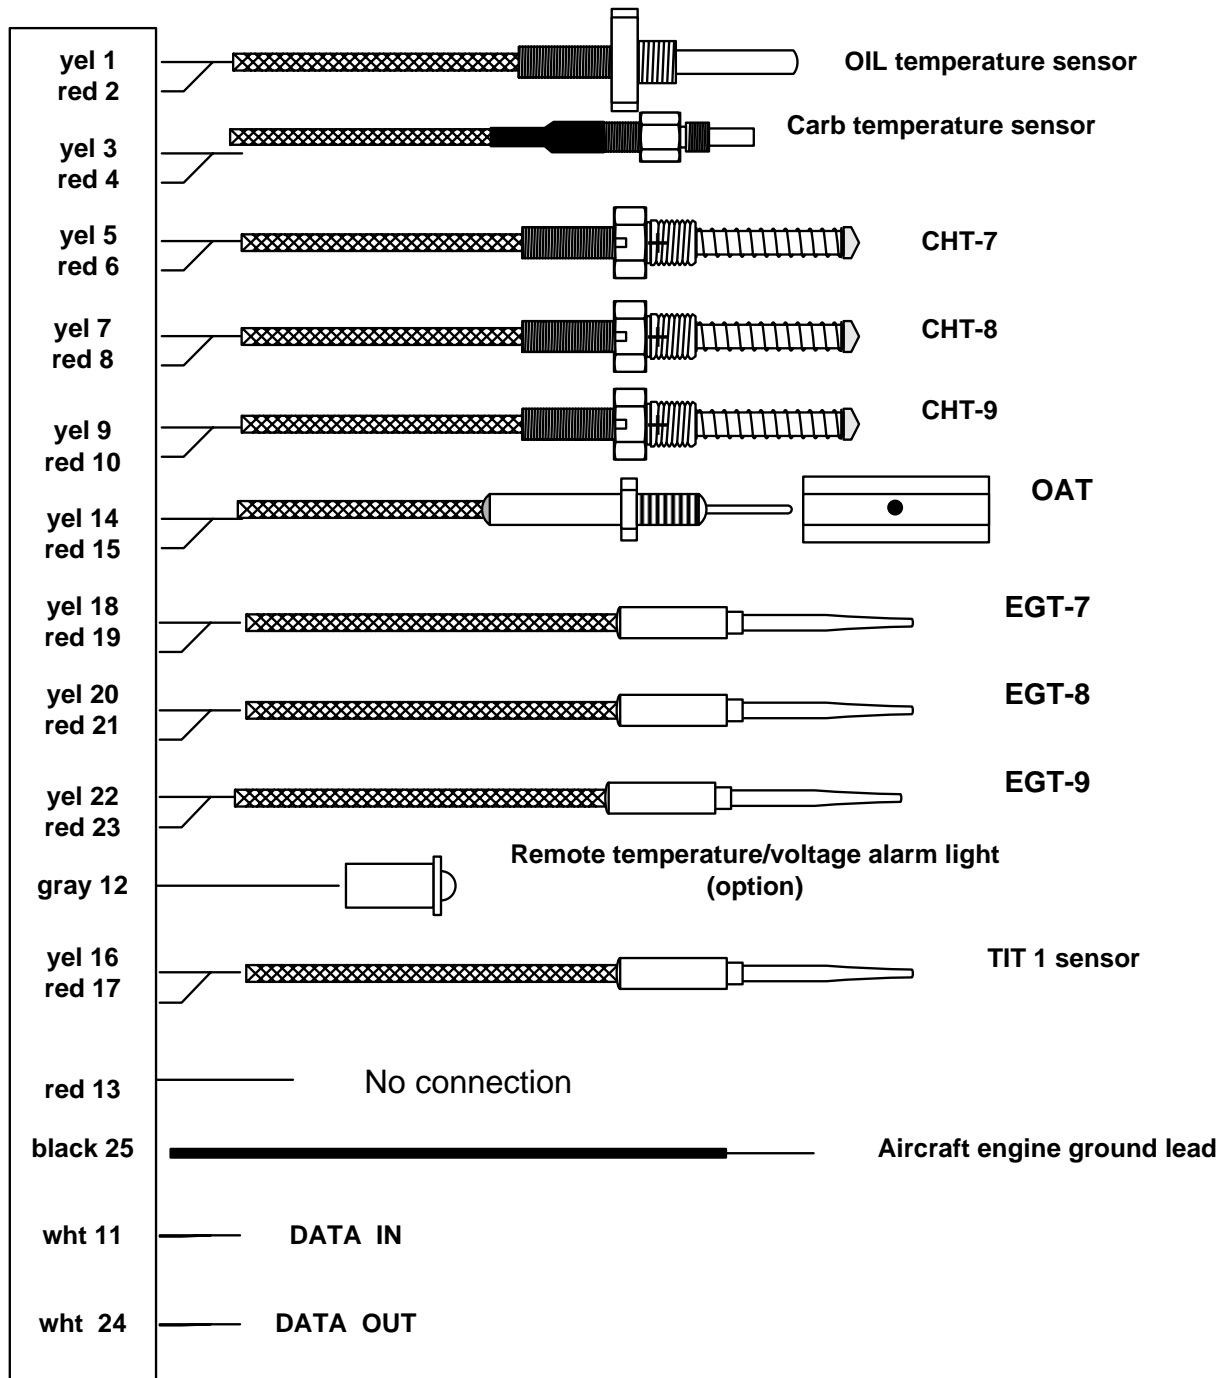 yel 1
red 2
OIL temperature sensor
Carb temperature sensor
yel 3
red 4
yel 5
red 6
CHT-7
yel 7
red 8
CHT-8
yel 9
red 10
CHT-9
yel 14
red 15
OAT
yel 18
red 19
EGT-7
yel 20
red 21
EGT-8
yel 22
red 23
EGT-9
gray 12
Remote temperature/voltage alarm light
(option)
yel 16
red 17
TIT 1 sensor
red 13
No connection
black 25
Aircraft engine ground lead
wht 11
DATA IN
wht 24
DATA OUT